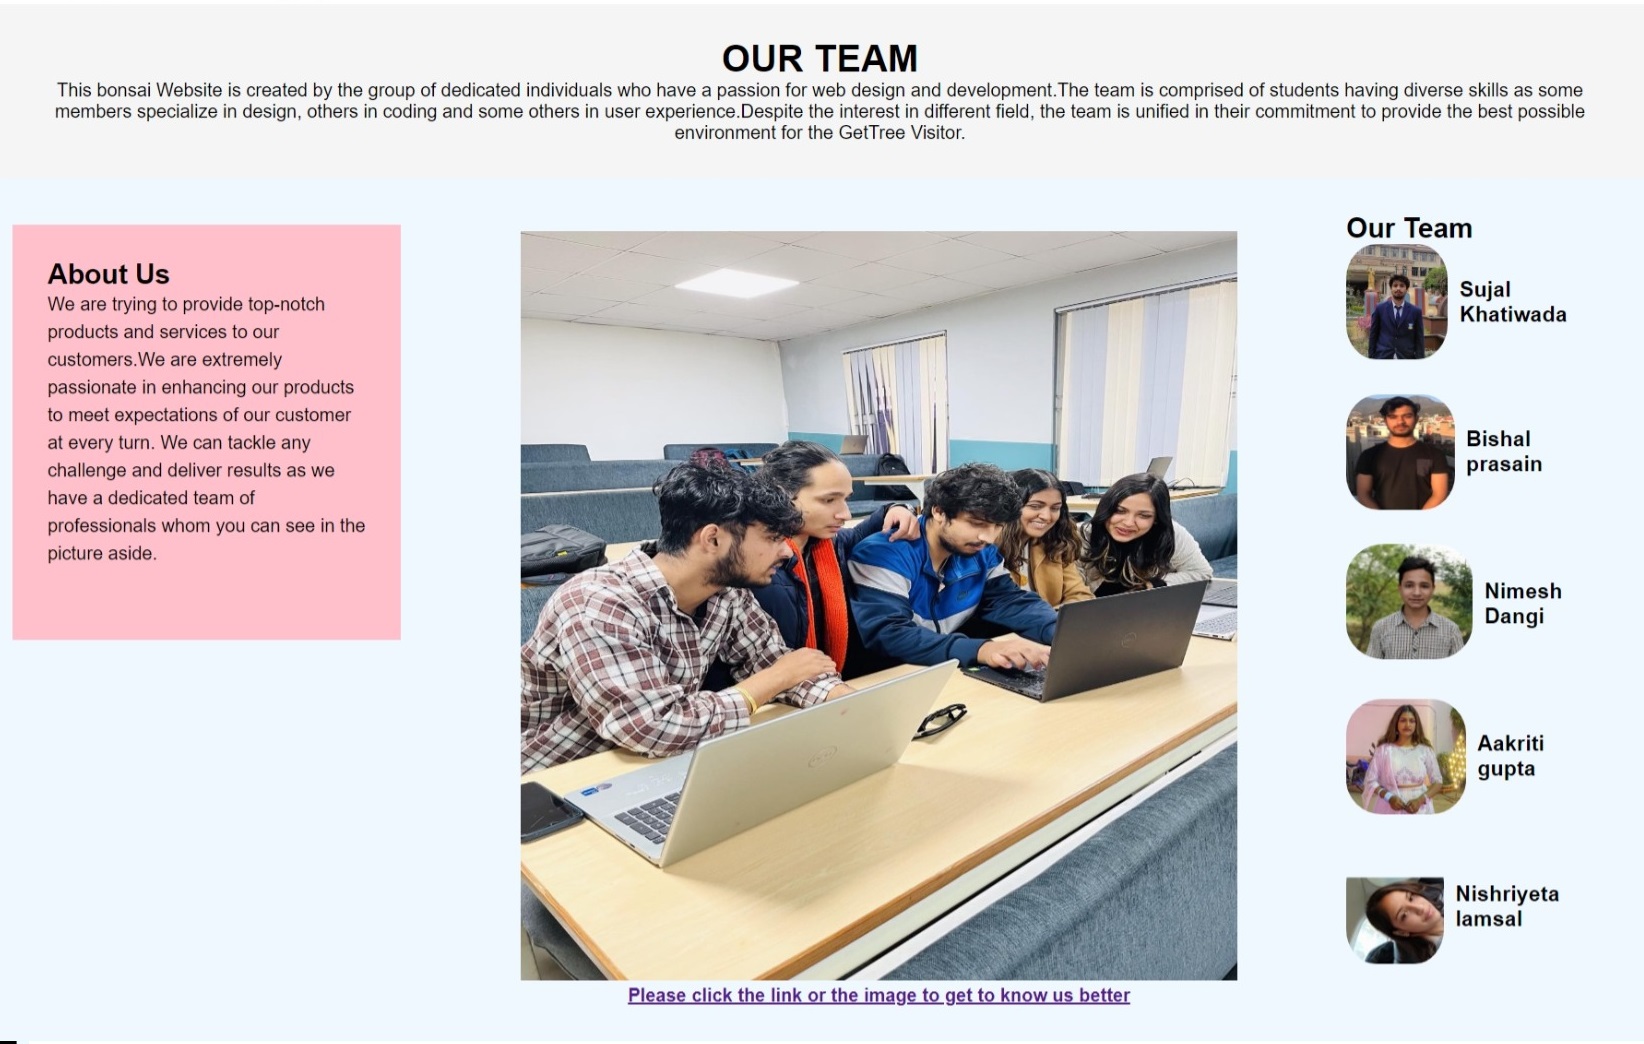 OUR TEAM
This bonsai Website is created by the group of dedicated individuals who have a passion for web design and development.The team is comprised of students having diverse skills as some
members specialize in design, others in coding and some others in user experience.Despite the interest in different field, the team is unified in their commitment to provide the best possible
environment for the GetTree Visitor.
About Us
We are trying to provide top-notch
products and services to our
customers.We are extremely
passionate in enhancing our products
to meet expectations of our customer
at every turn. We can tackle any
challenge and deliver results as we
have a dedicated team of
professionals whom you can see in the
picture aside.
Please click the link or the image to get to know us better
Our Team
Sujal
Khatiwada
Bishal
prasain
Nimesh
Dangi
Aakriti
gupta
Nishriyeta
lamsal